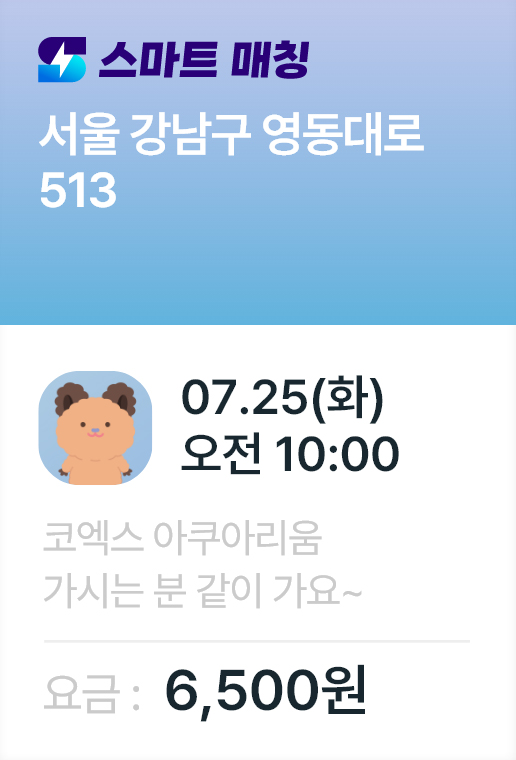 스마트 매칭
서울 강남구 영동대로
513
07.25(화)
오전 10:00
코엑스 아쿠아리움
가시는 분 같이 가요~
요금 : 6,500원